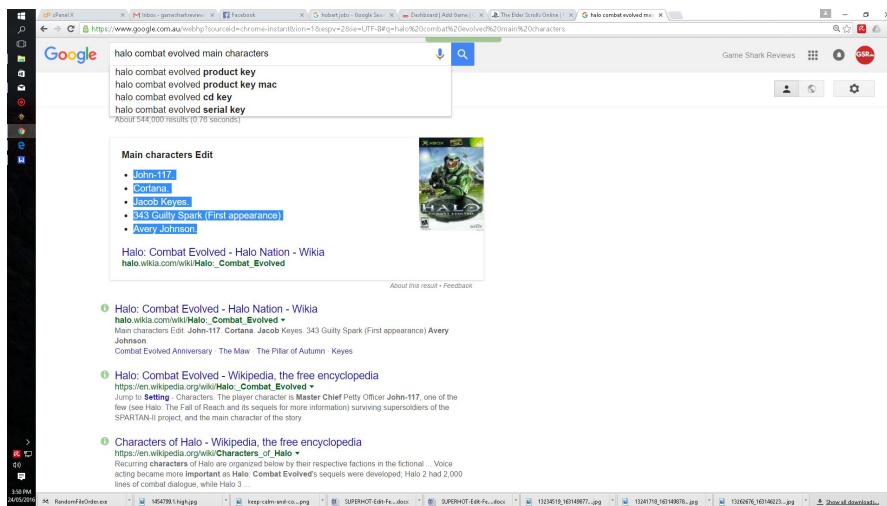 cPanel X
M Inbox - gamesharkreview
Facebook
hobart jobz - Google Sea
Dashboard | Add Game |
The Elder Scrolls Online |
halo combat evolved mai
https://www.google.com/webhp?sourceid=chrome-instant&ion=1&espv=2&ie=UTF-8#q=halo%20combat%20evolved%20main%20characters
Google
halo combat evolved main characters
Game Shark Reviews
GSR
halo combat evolved product key
halo combat evolved product key mac
halo combat evolved cd key
halo combat evolved serial key
About 544,000 results (0.76 seconds)
Main characters Edit
John-117.
Cortana.
Jacob Keyes.
343 Guilty Spark (First appearance)
Avery Johnson.
XBOX
HALO
Halo: Combat Evolved - Halo Nation - Wikia
halo.wikia.com/wiki/Halo:_Combat_Evolved
About this result • Feedback
Halo: Combat Evolved - Halo Nation - Wikia
halo.wikia.com/wiki/Halo:_Combat_Evolved
Main characters Edit. John-117. Cortana. Jacob Keyes. 343 Guilty Spark (First appearance) Avery
Johnson.
Combat Evolved Anniversary · The Maw · The Pillar of Autumn · Keyes
Halo: Combat Evolved - Wikipedia, the free encyclopedia
https://en.wikipedia.org/wiki/Halo:_Combat_Evolved
Jump to Setting - Characters. The player character is Master Chief Petty Officer John-117, one of the
few (see Halo: The Fall of Reach and its sequels for more information) surviving supersoldiers of the
SPARTAN-II project, and the main character of the story.
Characters of Halo - Wikipedia, the free encyclopedia
https://en.wikipedia.org/wiki/Characters_of_Halo
Recurring characters of Halo are organized below by their respective factions in the fictional ... Voice
acting became more important as Halo: Combat Evolved's sequels were developed; Halo 2 had 2,000
lines of combat dialogue, while Halo 3 ...
3:50 PM
24/05/2016
RandomFileOrder.exe
1454799.1.high.jpg
keep-calm-and-co....png
SUPERHOT-Edit-Fe....docx
SUPERHOT-Edit-Fe....docx
13234519_163149877....jpg
13241718_163149878....jpg
13262676_163146223....jpg
Show all downloads...